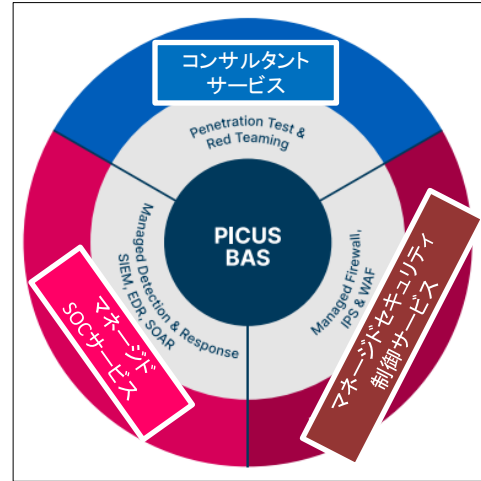 コンサルタント
サービス
Penetration Test &
Red Teaming
PICUS
BAS
Managed Detection & Response
SIEM, EDR, SOAR
Managed Firewall,
IPS & WAF
マネージド
SOCサービス
マネージドセキュリティ
制御サービス